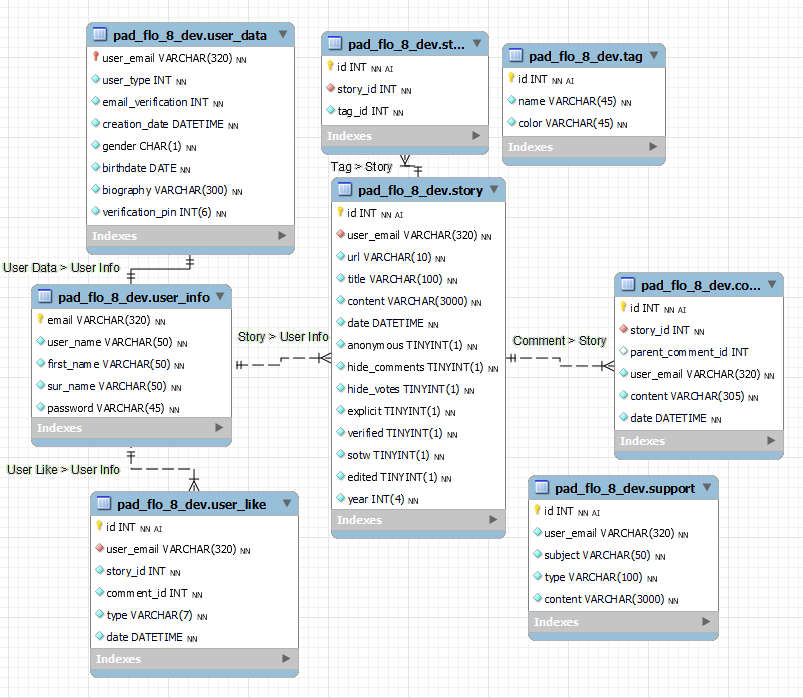 pad_flo_8_dev.user_data
user_email VARCHAR(320) NN
user_type INT NN
email_verification INT NN
creation_date DATETIME NN
gender CHAR(1) NN
birthdate DATE NN
biography VARCHAR(300) NN
verification_pin INT(6) NN
Indexes
pad_flo_8_dev.st...
id INT NN AI
story_id INT NN
tag_id INT NN
Indexes
pad_flo_8_dev.tag
id INT NN AI
name VARCHAR(45) NN
color VARCHAR(45) NN
Indexes
Tag > Story
User Data > User Info
pad_flo_8_dev.user_info
email VARCHAR(320) NN
user_name VARCHAR(50) NN
first_name VARCHAR(50) NN
sur_name VARCHAR(50) NN
password VARCHAR(45) NN
Indexes
Story > User Info
pad_flo_8_dev.story
id INT NN AI
user_email VARCHAR(320) NN
url VARCHAR(10) NN
title VARCHAR(100) NN
content VARCHAR(3000) NN
date DATETIME NN
anonymous TINYINT(1) NN
hide_comments TINYINT(1) NN
hide_votes TINYINT(1) NN
explicit TINYINT(1) NN
verified TINYINT(1) NN
sotw TINYINT(1) NN
edited TINYINT(1) NN
year INT(4) NN
Indexes
Comment > Story
pad_flo_8_dev.co...
id INT NN AI
story_id INT NN
parent_comment_id INT
user_email VARCHAR(320) NN
content VARCHAR(305) NN
date DATETIME NN
Indexes
User Like > User Info
pad_flo_8_dev.user_like
id INT NN AI
user_email VARCHAR(320) NN
story_id INT NN
comment_id INT NN
type VARCHAR(7) NN
date DATETIME NN
Indexes
pad_flo_8_dev.support
id INT NN AI
user_email VARCHAR(320) NN
subject VARCHAR(50) NN
type VARCHAR(100) NN
content VARCHAR(3000) NN
Indexes